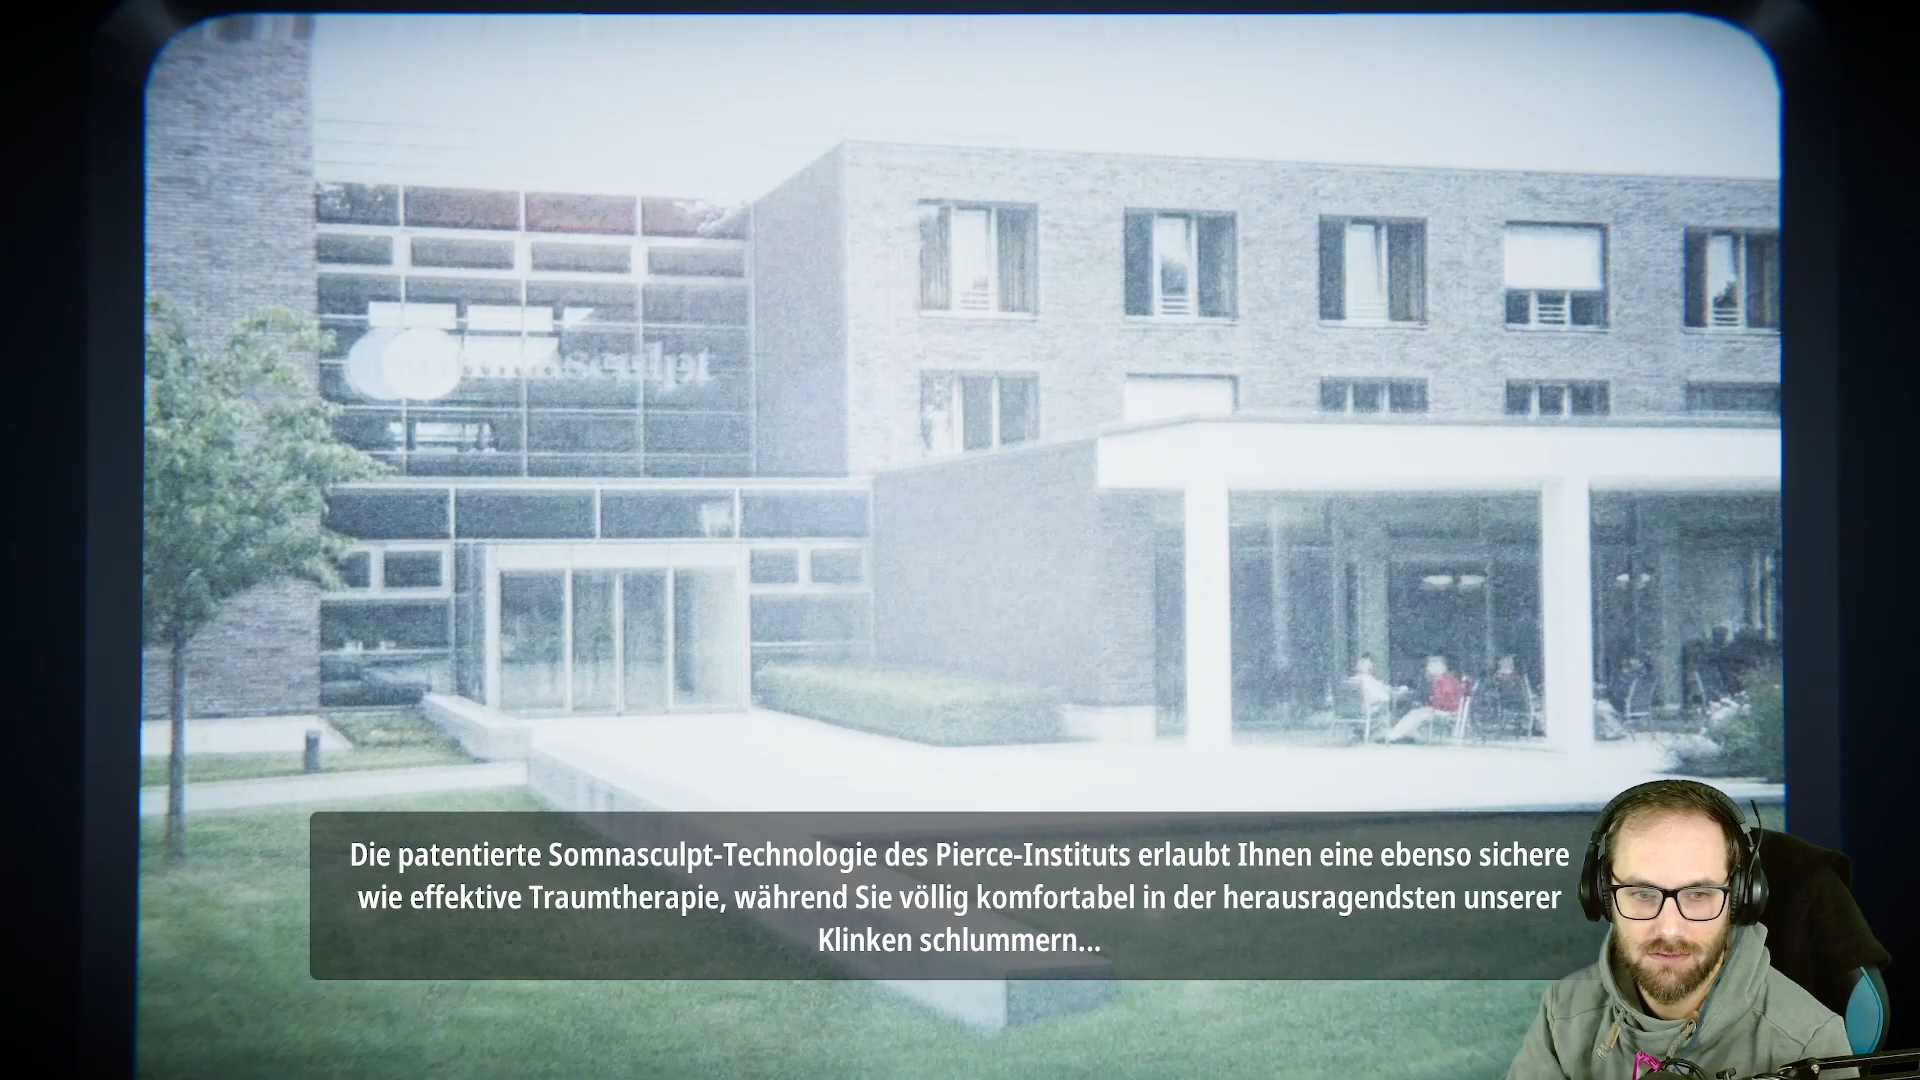 Die patentierte Somnasculpt-Technologie des Pierce-Instituts erlaubt Ihnen eine ebenso sichere
wie effektive Traumtherapie, während Sie völlig komfortabel in der herausragendsten unserer
Klinken schlummern...